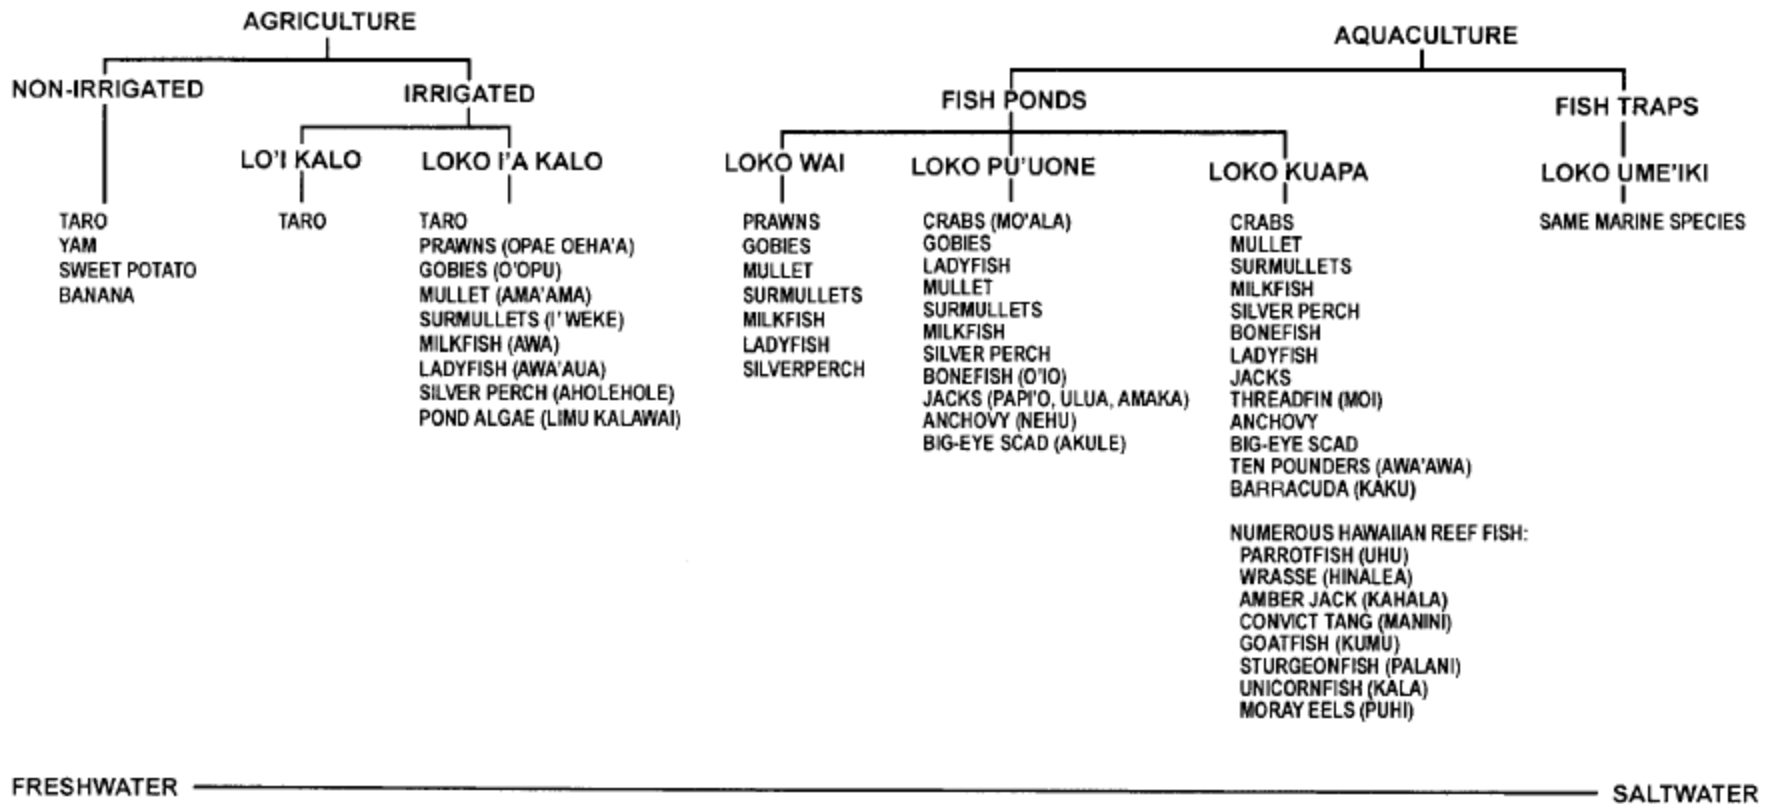 AGRICULTURE
NON-IRRIGATED
IRRIGATED
LO'I KALO
LOKO I'A KALO
TARO
YAM
SWEET POTATO
BANANA
TARO
TARO
PRAWNS (OPAE OEHA'A)
GOBIES (O'OPU)
MULLET (AMA'AMA)
SURMULLETS (I' WEKE)
MILKFISH (AWA)
LADYFISH (AWA'AUA)
SILVER PERCH (AHOLEHOLE)
POND ALGAE (LIMU KALAWAI)
AQUACULTURE
FISH PONDS
FISH TRAPS
LOKO WAI
LOKO PU'UONE
LOKO KUAPA
LOKO UME'IKI
PRAWNS
GOBIES
MULLET
SURMULLETS
MILKFISH
LADYFISH
SILVERPERCH
CRABS (MO'ALA)
GOBIES
LADYFISH
MULLET
SURMULLETS
MILKFISH
SILVER PERCH
BONEFISH (O'IO)
JACKS (PAPI'O, ULUA, AMAKA)
ANCHOVY (NEHU)
BIG-EYE SCAD (AKULE)
CRABS
MULLET
SURMULLETS
MILKFISH
SILVER PERCH
BONEFISH
LADYFISH
JACKS
THREADFIN (MOI)
ANCHOVY
BIG-EYE SCAD
TEN POUNDERS (AWA'AWA)
BARRACUDA (KAKU)
NUMEROUS HAWAIIAN REEF FISH:
PARROTFISH (UHU)
WRASSE (HINALEA)
AMBER JACK (KAHALA)
CONVICT TANG (MANINI)
GOATFISH (KUMU)
STURGEONFISH (PALANI)
UNICORNFISH (KALA)
MORAY EELS (PUHI)
SAME MARINE SPECIES
FRESHWATER
SALTWATER